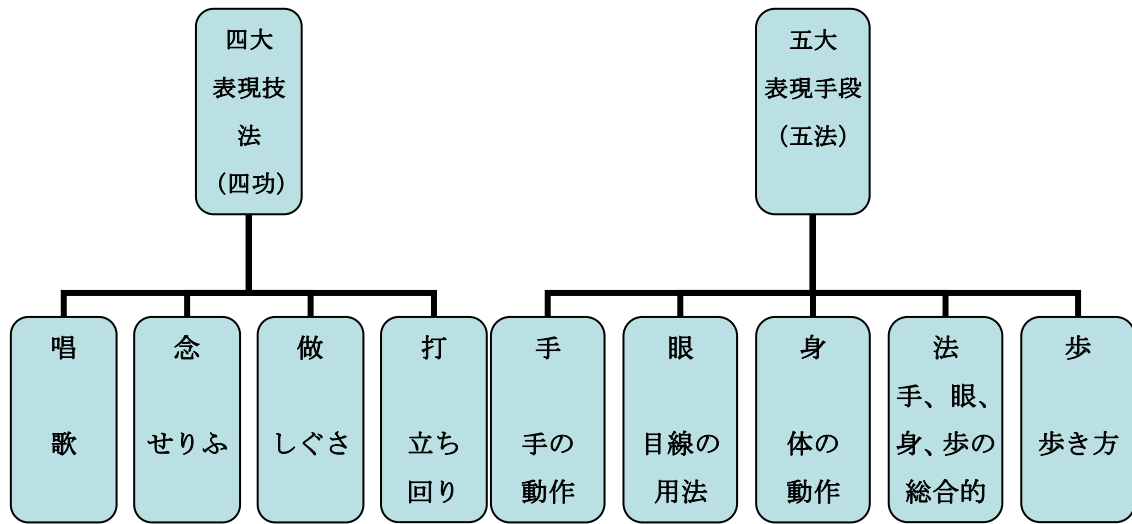 四大
表現技
法
(四功)
五大
表現手段
(五法)
唱
歌
念
せりふ
做
しぐさ
打
立ち
回り
手
手の
動作
眼
目線の
用法
身
体の
動作
法
手、眼、
身、歩の
総合的
歩
歩き方